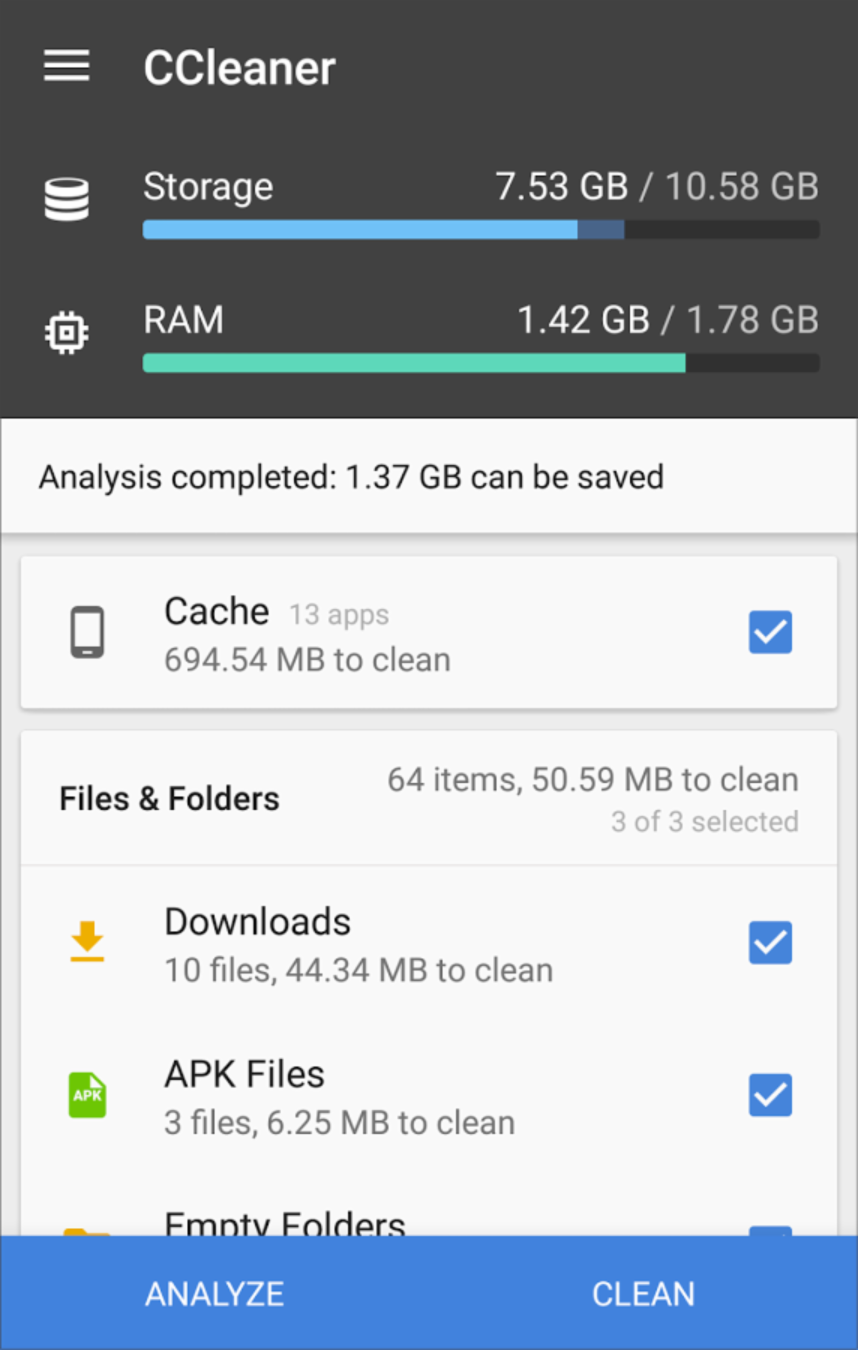 CCleaner
Storage 7.53 GB / 10.58 GB
RAM 1.42 GB / 1.78 GB
Analysis completed: 1.37 GB can be saved
Cache 13 apps
694.54 MB to clean
Files & Folders 64 items, 50.59 MB to clean
3 of 3 selected
Downloads
10 files, 44.34 MB to clean
APK
APK Files
3 files, 6.25 MB to clean
Empty Folders
ANALYZE CLEAN